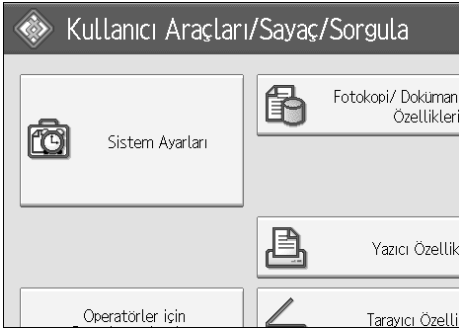 Kullanıcı Araçları/Sayaç/Sorgula
Sistem Ayarları
Fotokopi/ Doküman
Özellikleri
Yazıcı Özellik
Operatörler için
Tarayıcı Özelli